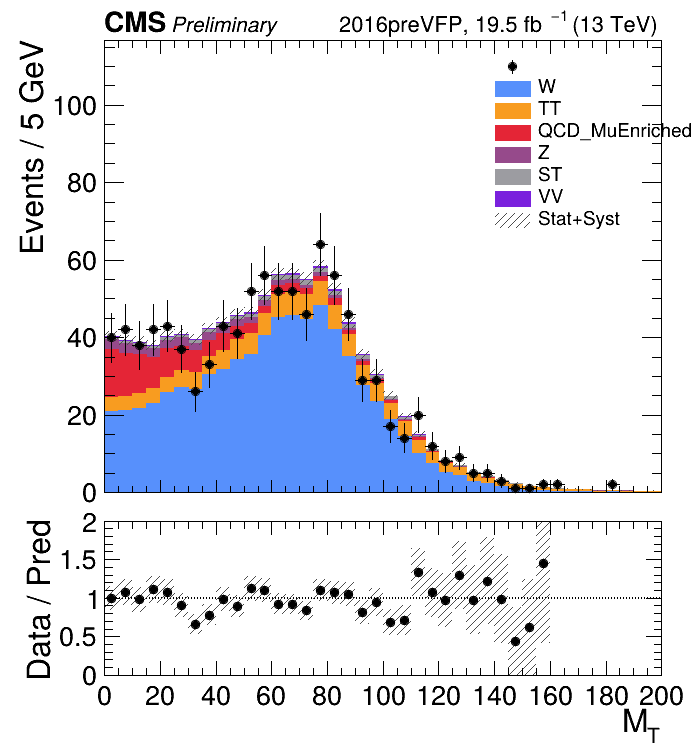 CMS Preliminary 2016preVFP, 19.5 fb⁻¹ (13 TeV)
Events / 5 GeV
100
80
60
40
20
0
W
TT
QCD_MuEnriched
Z
ST
VV
Stat+Syst
Data / Pred
2
1.5
1
0.5
0
0 20 40 60 80 100 120 140 160 180 200
M_T